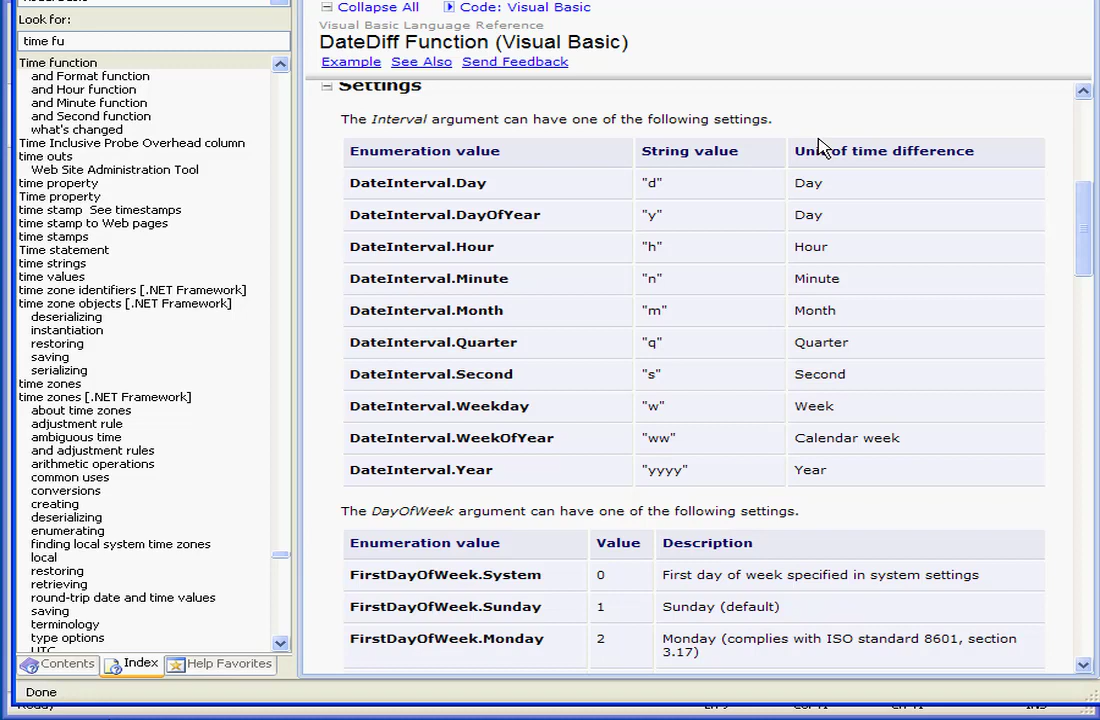 Look for:
time fu
Time function
and Format function
and Hour function
and Minute function
and Second function
what's changed
Time Inclusive Probe Overhead column
time outs
Web Site Administration Tool
time property
Time property
time stamp See timestamps
time stamp to Web pages
time stamps
Time statement
time strings
time values
time zone identifiers [.NET Framework]
time zone objects [.NET Framework]
deserializing
instantiation
restoring
saving
serializing
time zones
time zones [.NET Framework]
about time zones
adjustment rule
ambiguous time
and adjustment rules
arithmetic operations
common uses
conversions
creating
deserializing
enumerating
finding local system time zones
local
restoring
retrieving
round-trip date and time values
saving
terminology
type options
UTC
Contents Index Help Favorites
Done
Collapse All Code: Visual Basic
Visual Basic Language Reference
DateDiff Function (Visual Basic)
Example See Also Send Feedback
Settings
The Interval argument can have one of the following settings.
Enumeration value String value Unit of time difference
DateInterval.Day "d" Day
DateInterval.DayOfYear "y" Day
DateInterval.Hour "h" Hour
DateInterval.Minute "n" Minute
DateInterval.Month "m" Month
DateInterval.Quarter "q" Quarter
DateInterval.Second "s" Second
DateInterval.Weekday "w" Week
DateInterval.WeekOfYear "ww" Calendar week
DateInterval.Year "yyyy" Year
The DayOfWeek argument can have one of the following settings.
Enumeration value Value Description
FirstDayOfWeek.System 0 First day of week specified in system settings
FirstDayOfWeek.Sunday 1 Sunday (default)
FirstDayOfWeek.Monday 2 Monday (complies with ISO standard 8601, section
3.17)